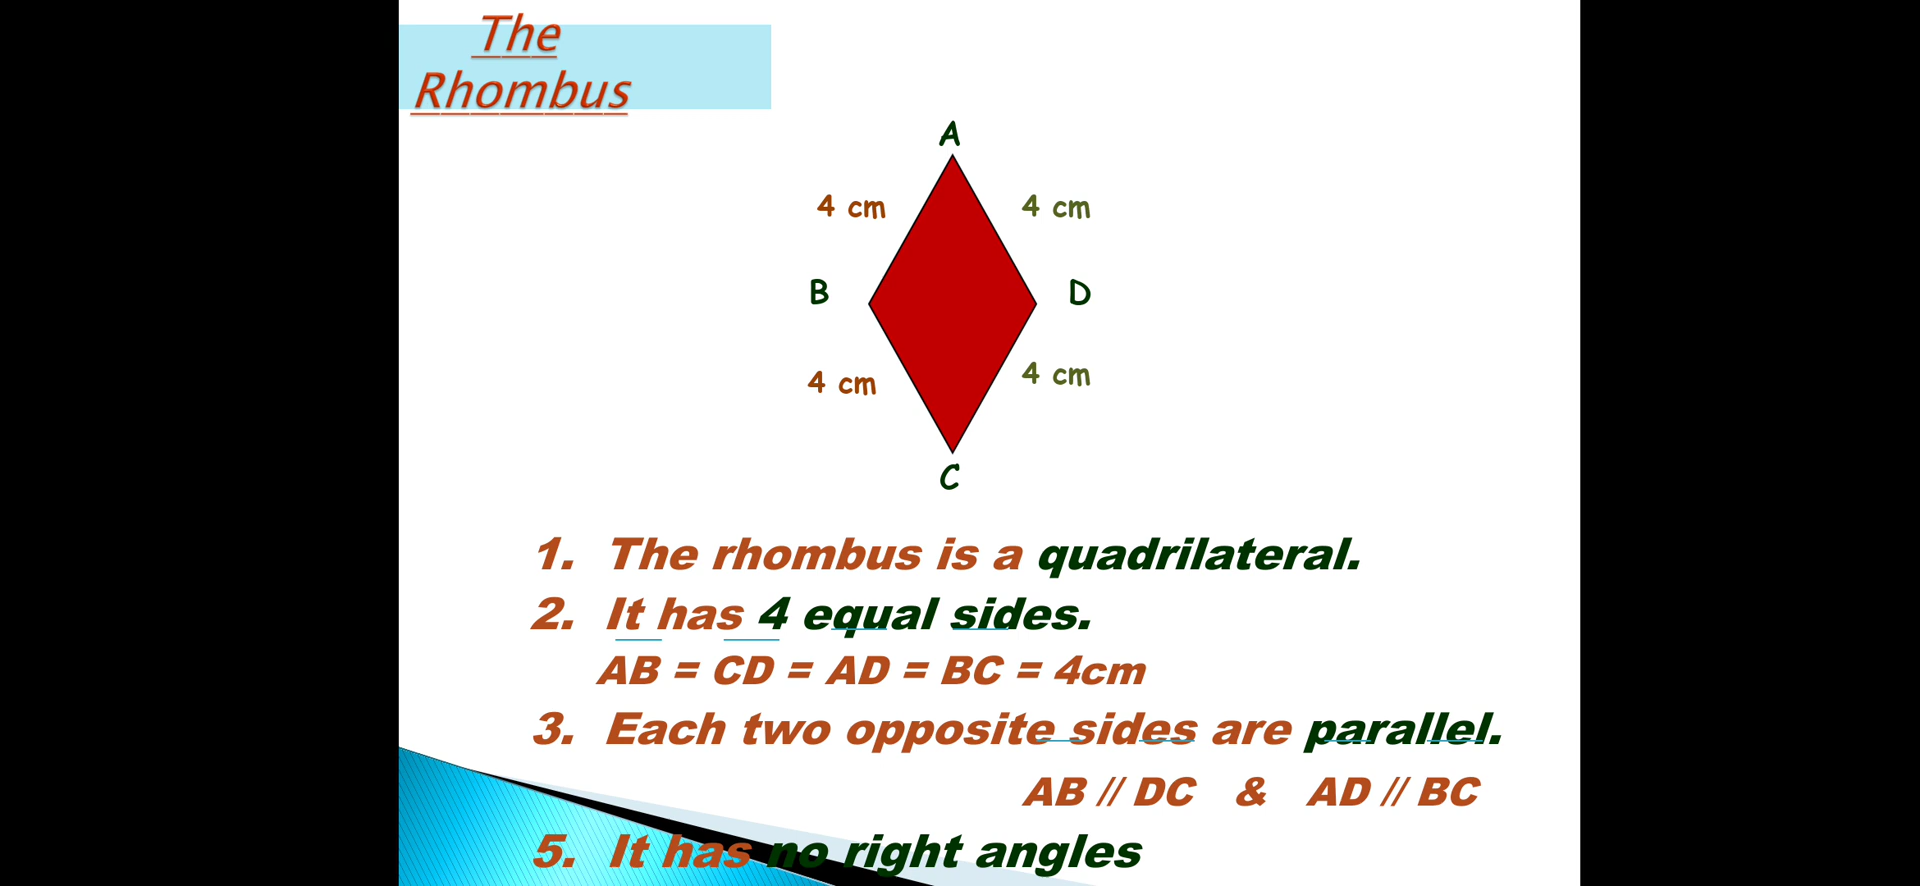 The
Rhombus
A
4 cm 4 cm
B D
4 cm 4 cm
C
1. The rhombus is a quadrilateral.
2. It has 4 equal sides.
AB = CD = AD = BC = 4cm
3. Each two opposite sides are parallel.
AB // DC & AD // BC
5. It has no right angles